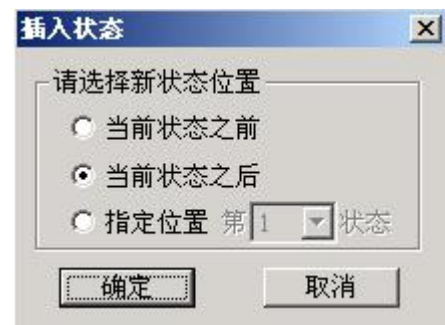 插入状态
请选择新状态位置
当前状态之前
当前状态之后
指定位置 第 1 状态
确定 取消